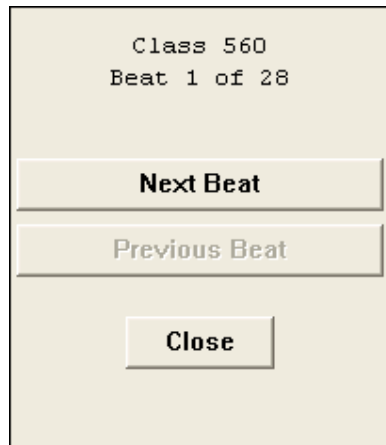 Class 560
Beat 1 of 28
Next Beat
Previous Beat
Close